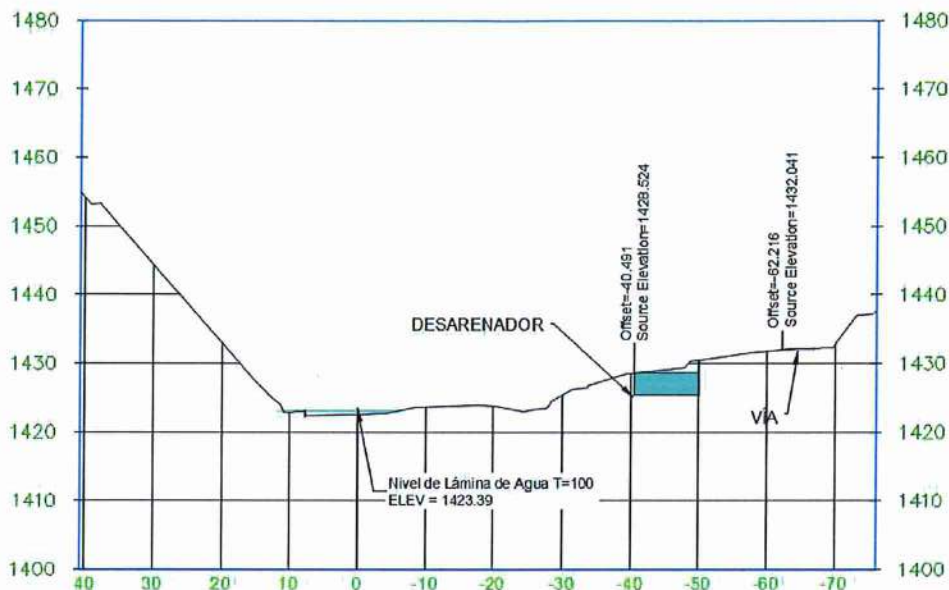 1480
1480
1470
1470
1460
1460
Offset=-40.491
Source Elevation=1428.524
Offset=-62.216
Source Elevation=1432.041
1450
1450
1440
1440
DESARENADOR
1430
1430
VÍA
1420
1420
Nivel de Lámina de Agua T=100
ELEV = 1423.39
1410
1410
1400
1400
40 30 20 10 0 -10 -20 -30 -40 -50 -60 -70